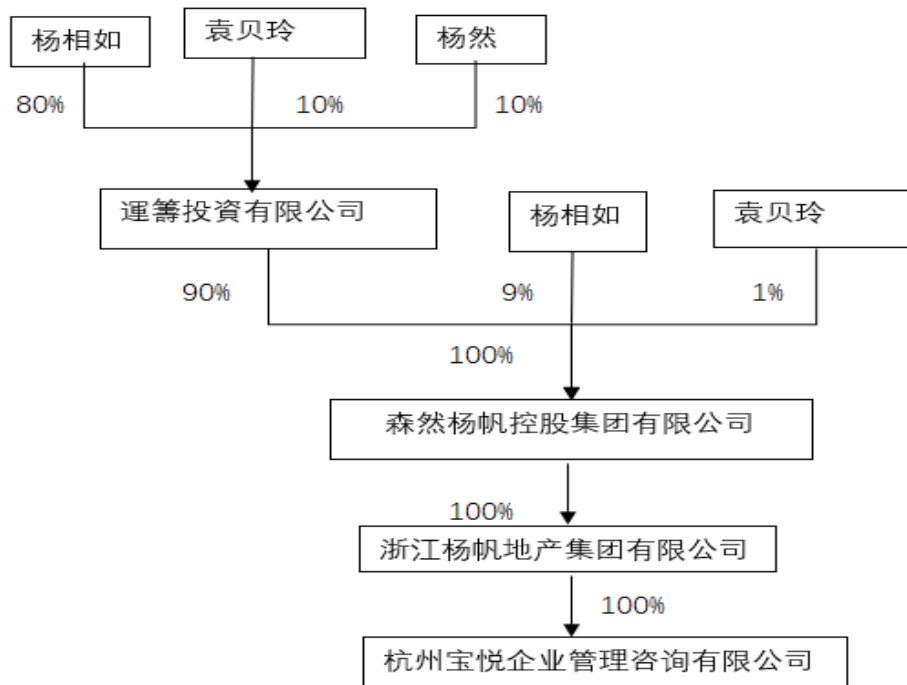 杨相如
袁贝玲
杨然
80%
10%
10%
運籌投資有限公司
杨相如
袁贝玲
90%
9%
1%
100%
森然杨帆控股集团有限公司
100%
浙江杨帆地产集团有限公司
100%
杭州宝悦企业管理咨询有限公司